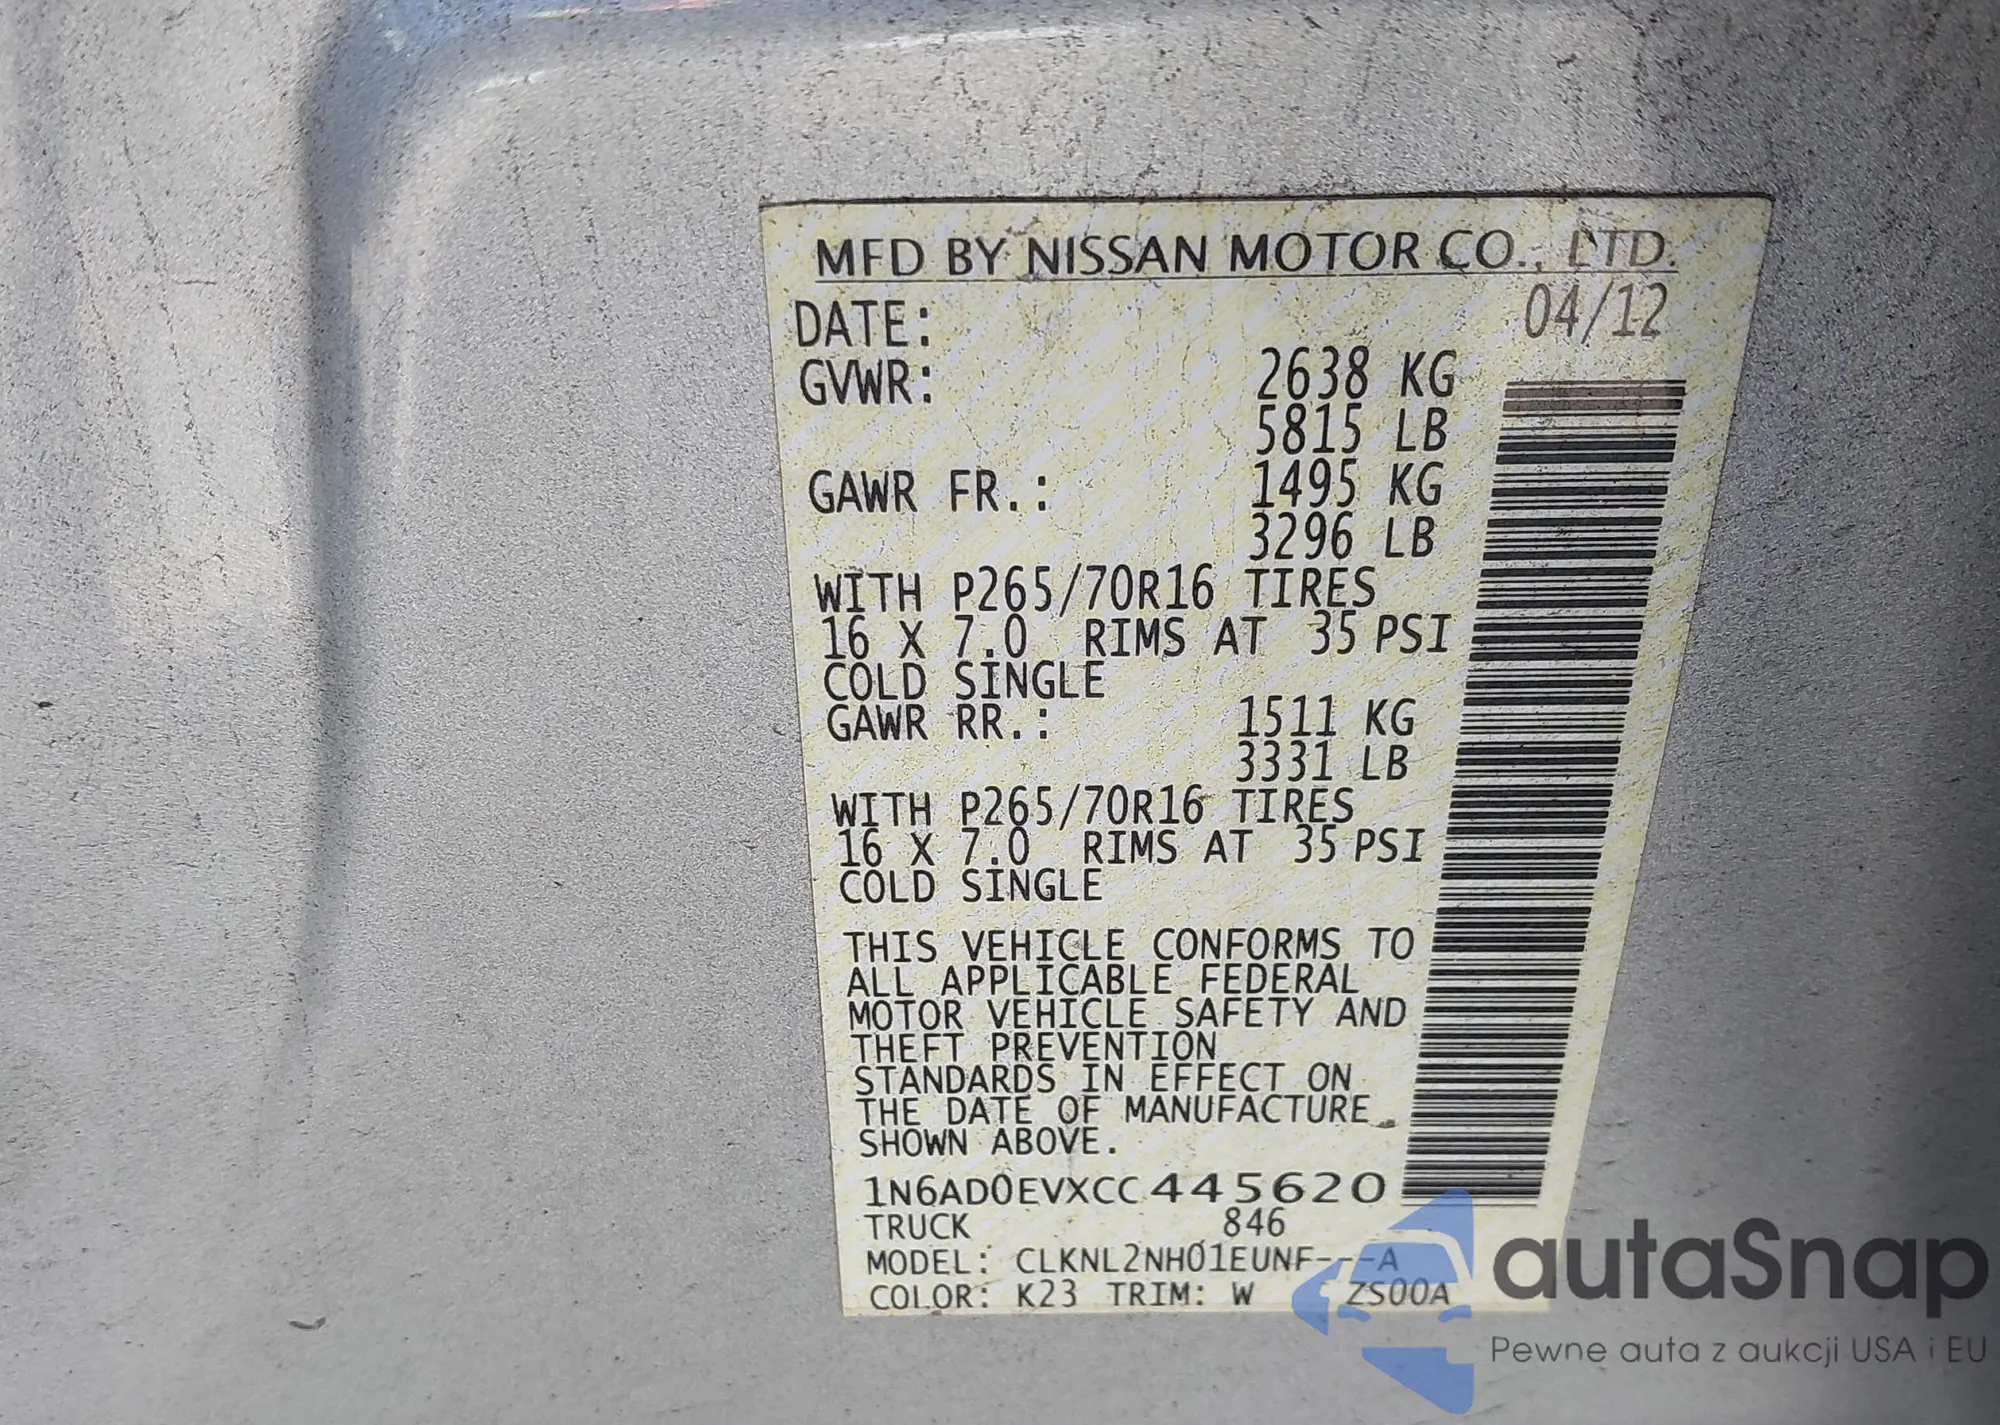 MFD BY NISSAN MOTOR CO., LTD.
DATE: 04/12
GVWR: 2638 KG
5815 LB
GAWR FR.: 1495 KG
3296 LB
WITH P265/70R16 TIRES
16 X 7.0 RIMS AT 35 PSI
COLD SINGLE
GAWR RR.: 1511 KG
3331 LB
WITH P265/70R16 TIRES
16 X 7.0 RIMS AT 35 PSI
COLD SINGLE
THIS VEHICLE CONFORMS TO
ALL APPLICABLE FEDERAL
MOTOR VEHICLE SAFETY AND
THEFT PREVENTION
STANDARDS IN EFFECT ON
THE DATE OF MANUFACTURE
SHOWN ABOVE.
1N6AD0EVXCC445620
TRUCK 846
MODEL: CLKNL2NH01EUNF---A
COLOR: K23 TRIM: W ZS00A
autaSnap
Pewne auta z aukcji USA i EU